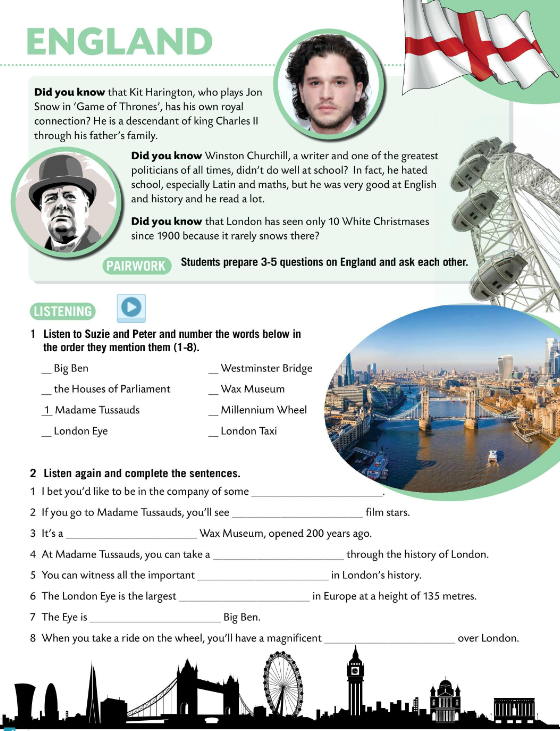 ENGLAND
Did you know that Kit Harington, who plays Jon
Snow in ‘Game of Thrones’, has his own royal
connection? He is a descendant of king Charles II
through his father’s family.
Did you know Winston Churchill, a writer and one of the greatest
politicians of all times, didn’t do well at school? In fact, he hated
school, especially Latin and maths, but he was very good at English
and history and he read a lot.
Did you know that London has seen only 10 White Christmases
since 1900 because it rarely snows there?
PAIRWORK Students prepare 3-5 questions on England and ask each other.
LISTENING
1 Listen to Suzie and Peter and number the words below in
the order they mention them (1-8).
__ Big Ben
__ the Houses of Parliament
1 Madame Tussauds
__ London Eye
__ Westminster Bridge
__ Wax Museum
__ Millennium Wheel
__ London Taxi
2 Listen again and complete the sentences.
1 I bet you’d like to be in the company of some ______________________.
2 If you go to Madame Tussauds, you’ll see ______________________ film stars.
3 It’s a ______________________ Wax Museum, opened 200 years ago.
4 At Madame Tussauds, you can take a ______________________ through the history of London.
5 You can witness all the important ______________________ in London’s history.
6 The London Eye is the largest ______________________ in Europe at a height of 135 metres.
7 The Eye is ______________________ Big Ben.
8 When you take a ride on the wheel, you’ll have a magnificent ______________________ over London.